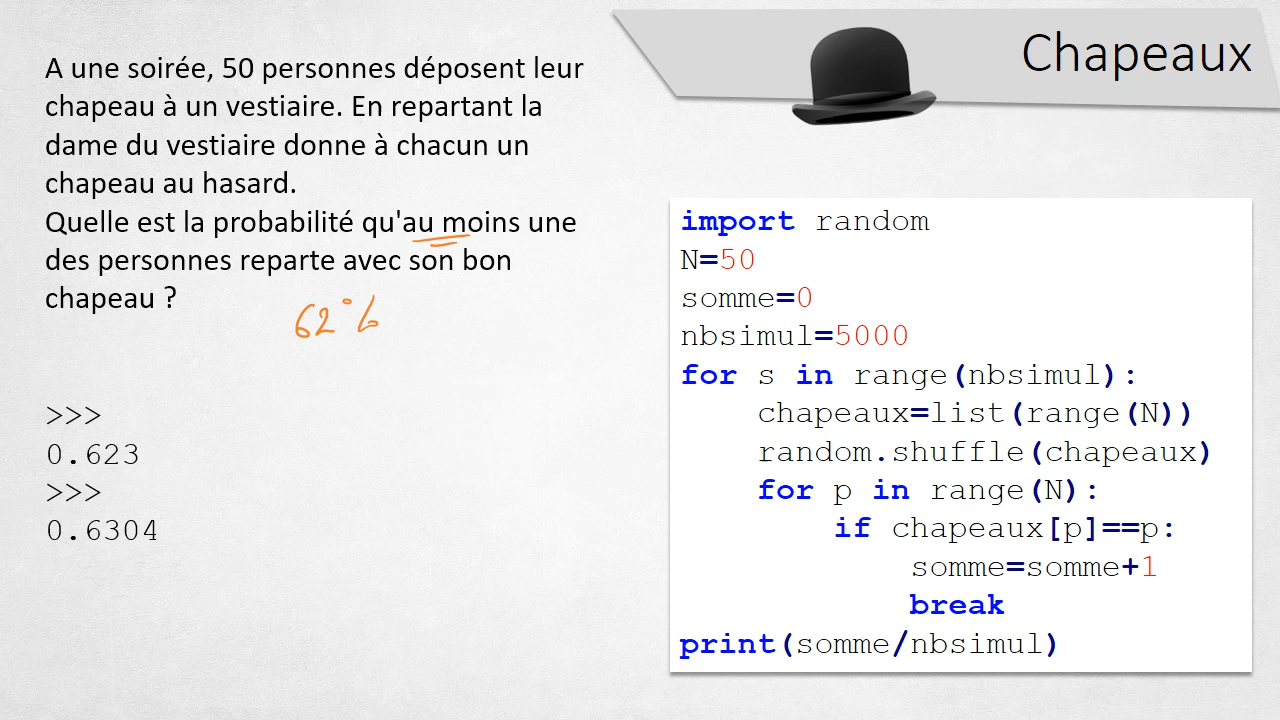 Chapeaux
A une soirée, 50 personnes déposent leur
chapeau à un vestiaire. En repartant la
dame du vestiaire donne à chacun un
chapeau au hasard.
Quelle est la probabilité qu'au moins une
des personnes reparte avec son bon
chapeau ?
62%
>>>
0.623
>>>
0.6304
import random
N=50
somme=0
nbsimul=5000
for s in range(nbsimul):
    chapeaux=list(range(N))
    random.shuffle(chapeaux)
    for p in range(N):
        if chapeaux[p]==p:
            somme=somme+1
            break
print(somme/nbsimul)